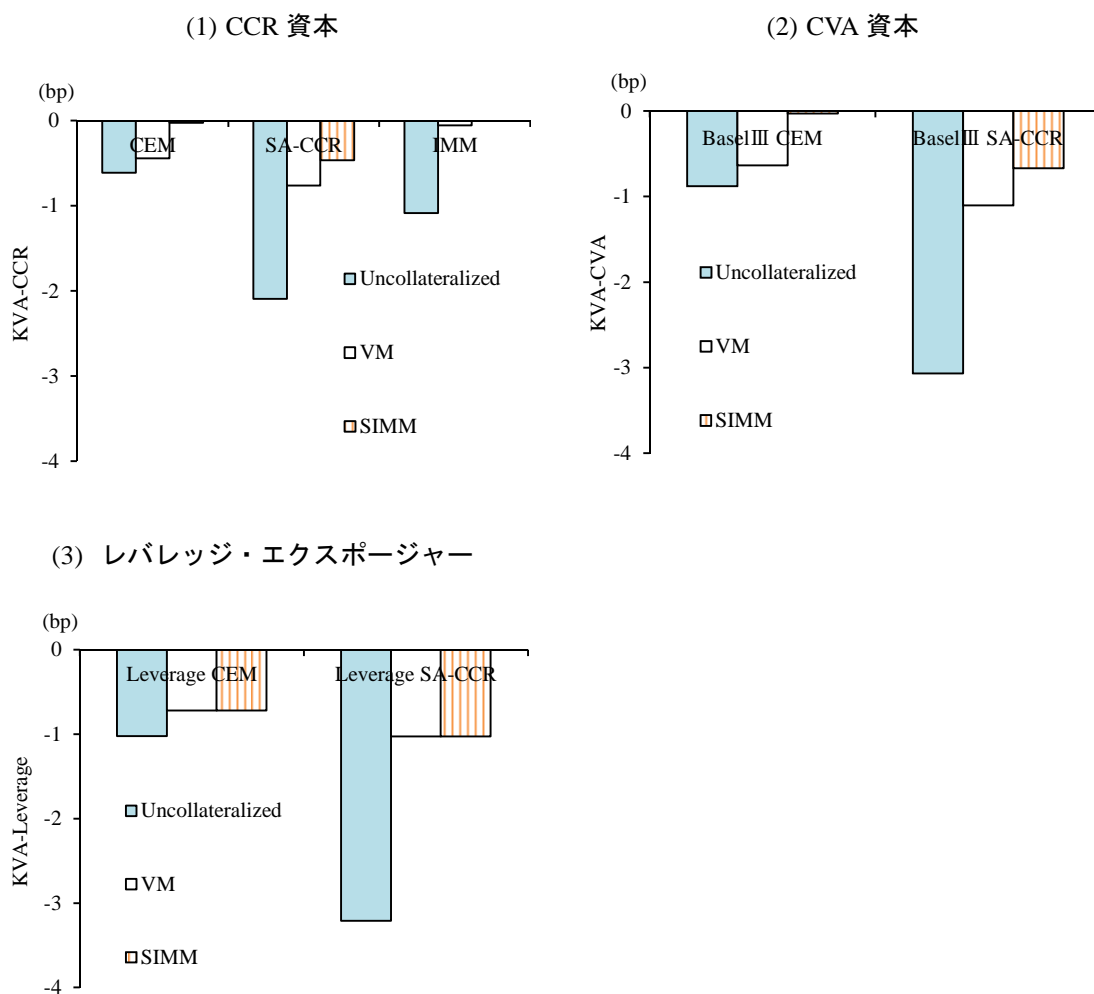 (1) CCR 資本
(bp)
0
-1
-2
-3
-4
KVA-CCR
CEM
SA-CCR
IMM
Uncollateralized
VM
SIMM
(2) CVA 資本
(bp)
0
-1
-2
-3
-4
KVA-CVA
BaselⅢ CEM
BaselⅢ SA-CCR
Uncollateralized
VM
SIMM
(3) レバレッジ・エクスポージャー
(bp)
0
-1
-2
-3
-4
KVA-Leverage
Leverage CEM
Leverage SA-CCR
Uncollateralized
VM
SIMM